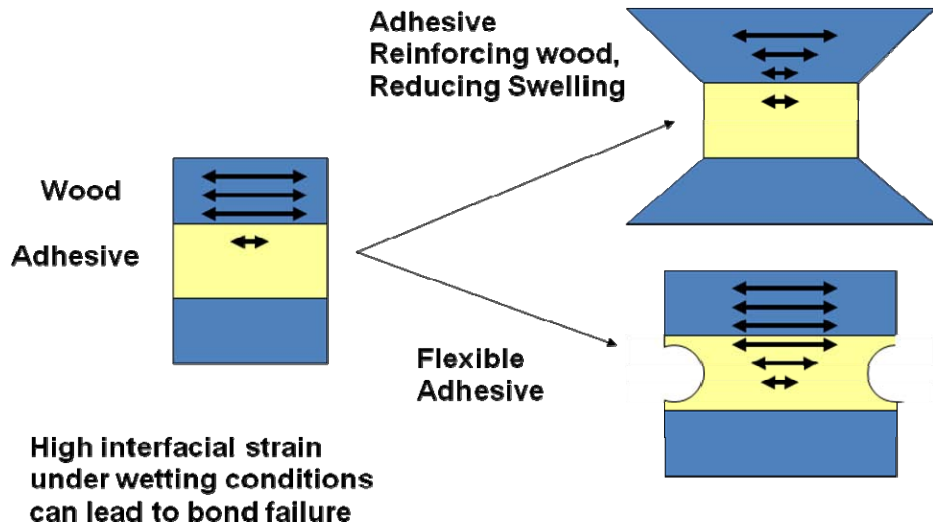 Adhesive
Reinforcing wood,
Reducing Swelling
Wood
Adhesive
Flexible
Adhesive
High interfacial strain
under wetting conditions
can lead to bond failure